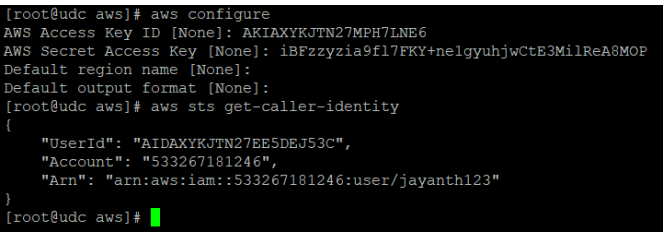 [root@udc aws]# aws configure
AWS Access Key ID [None]: AKIAXYKJTN27MPH7LNE6
AWS Secret Access Key [None]:
Default region name [None]:
Default output format [None]:
[root@udc aws]# aws sts get-caller-identity
{
    "UserId": "AIDAXYKJTN27EE5DEJ53C",
    "Account": "533267181246",
    "Arn": "arn:aws:iam::533267181246:user/jayanth123"
}
[root@udc aws]#